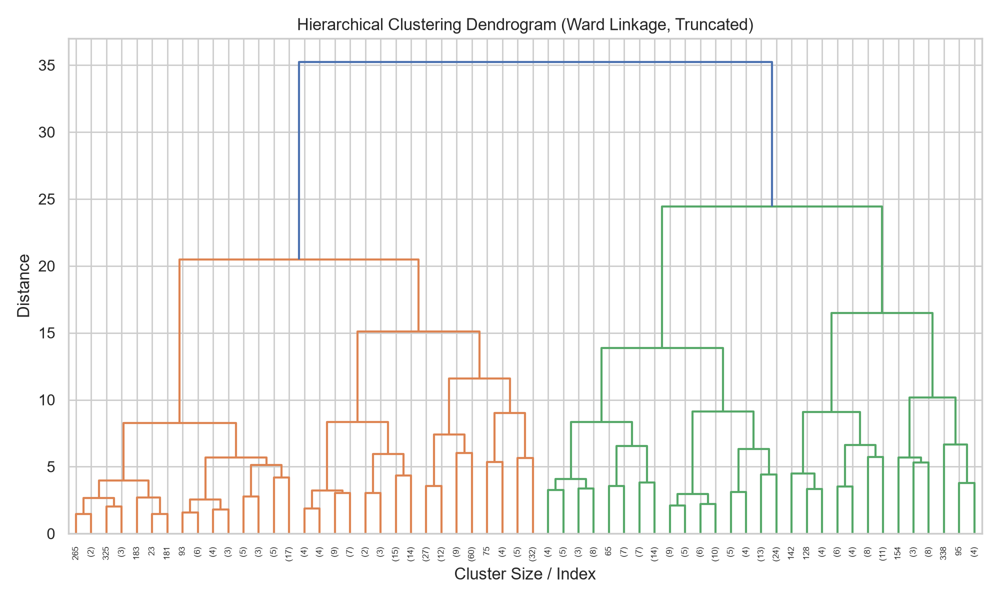 Hierarchical Clustering Dendrogram (Ward Linkage, Truncated)
Distance
35
30
25
20
15
10
5
0
265 (2) 325 (3) 183 23 181 93 (6) (4) (3) (5) (3) (5) (17) (4) (4) (9) (7) (2) (3) (15) (14) (27) (12) (9) (60) 75 (4) (5) (32) (4) (5) (3) (8) 65 (7) (7) (14) (9) (5) (6) (10) (5) (4) (13) (24) 142 128 (4) (6) (4) (8) (11) 154 (3) (8) 338 95 (4)
Cluster Size / Index